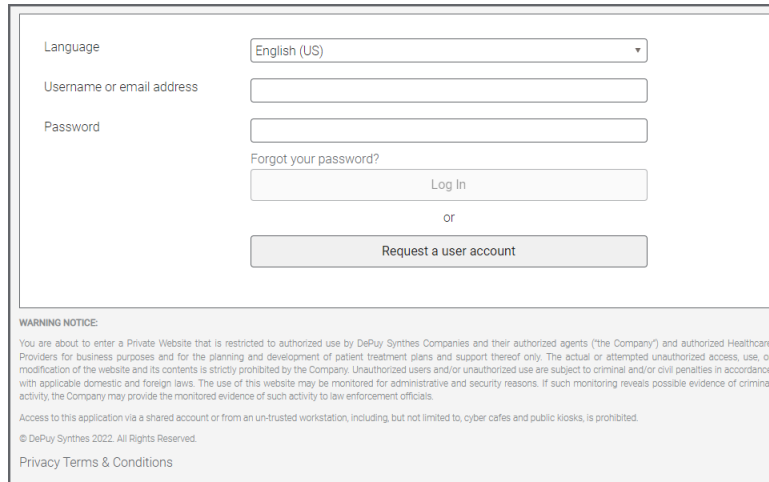 Language
English (US)
Username or email address
Password
Forgot your password?
Log In
or
Request a user account
WARNING NOTICE:
You are about to enter a Private Website that is restricted to authorized use by DePuy Synthes Companies and their authorized agents ("the Company") and authorized Healthcare
Providers for business purposes and for the planning and development of patient treatment plans and support thereof only. The actual or attempted unauthorized access, use, o
modification of the website and its contents is strictly prohibited by the Company. Unauthorized users and/or unauthorized use are subject to criminal and/or civil penalties in accordance
with applicable domestic and foreign laws. The use of this website may be monitored for administrative and security reasons. If such monitoring reveals possible evidence of criminal
activity, the Company may provide the monitored evidence of such activity to law enforcement officials.
Access to this application via a shared account or from an un-trusted workstation, including, but not limited to, cyber cafes and public kiosks, is prohibited.
© DePuy Synthes 2022. All Rights Reserved.
Privacy Terms & Conditions